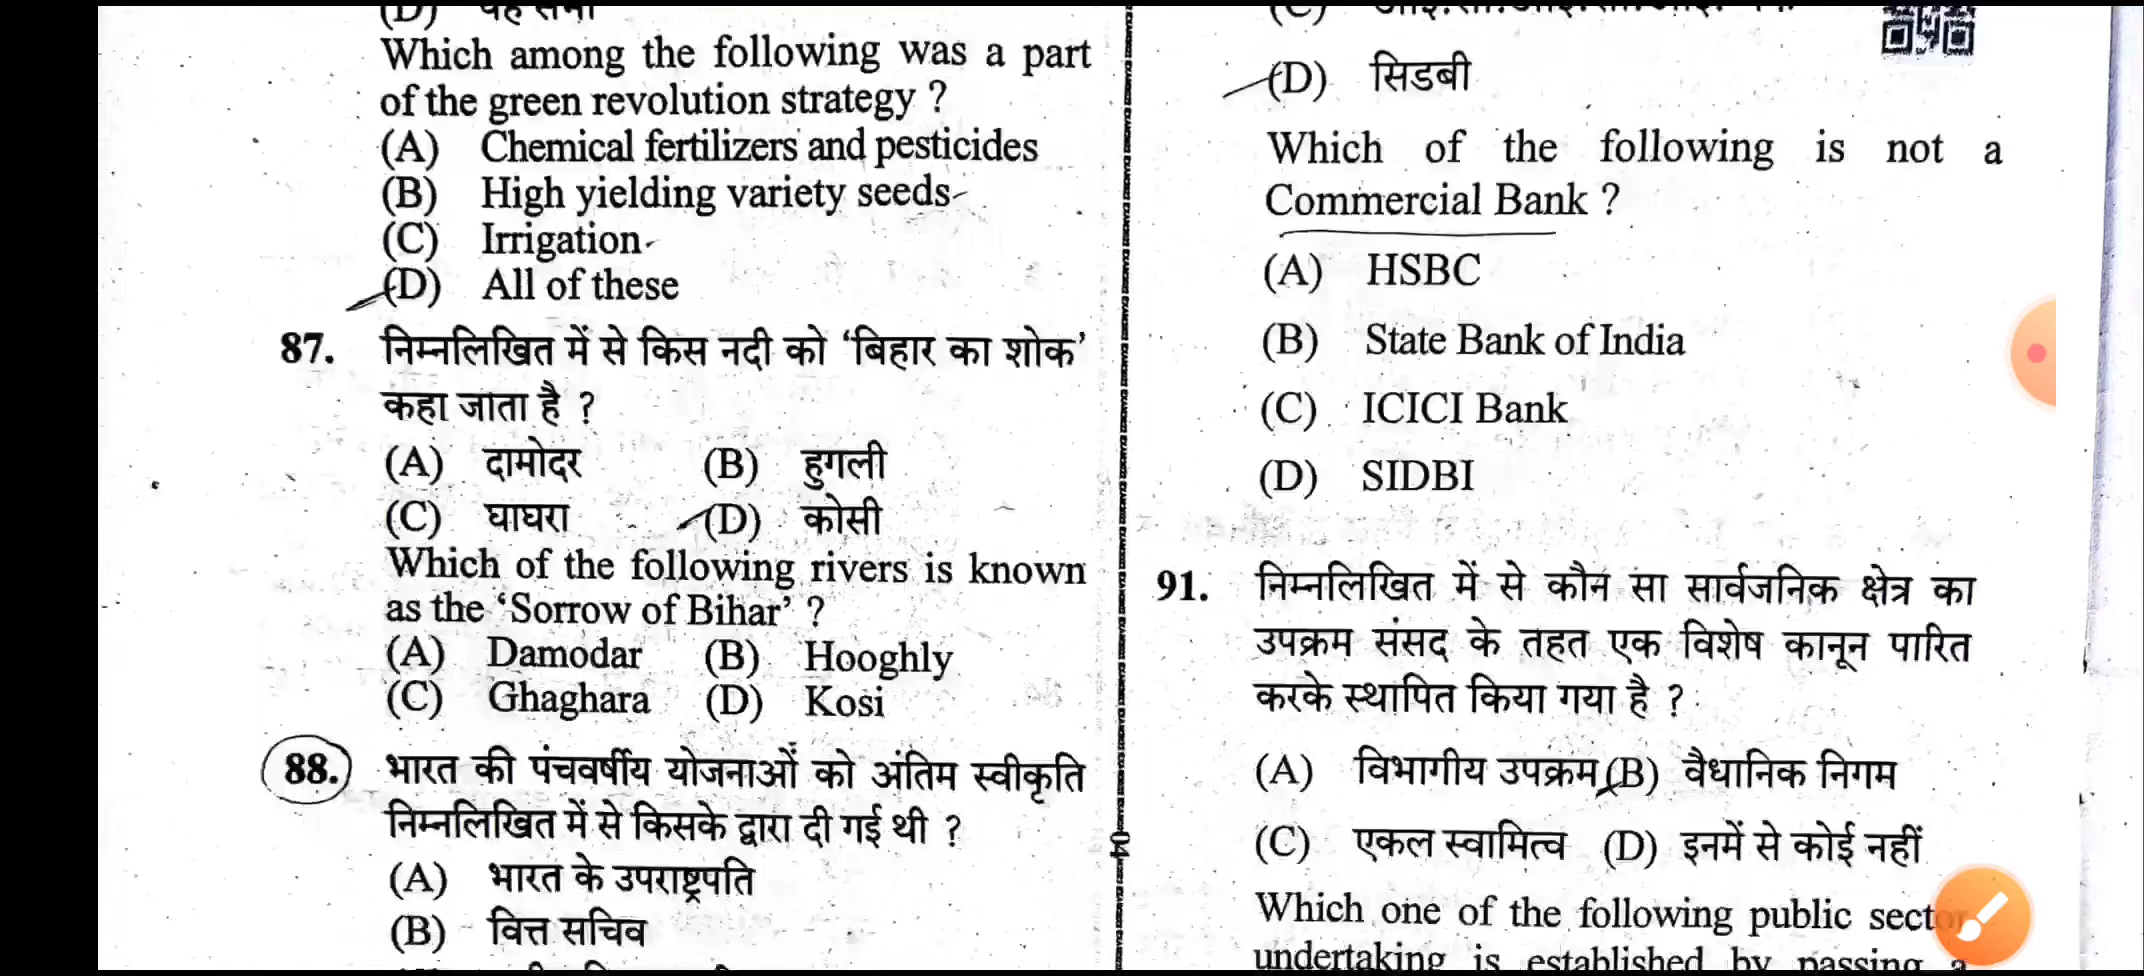 Which among the following was a part
of the green revolution strategy ?
(A) Chemical fertilizers and pesticides
(B) High yielding variety seeds
(C) Irrigation
(D) All of these
87. निम्नलिखित में से किस नदी को ‘बिहार का शोक’
कहा जाता है ?
(A) दामोदर (B) हुगली
(C) घाघरा (D) कोसी
Which of the following rivers is known
as the ‘Sorrow of Bihar’ ?
(A) Damodar (B) Hooghly
(C) Ghaghara (D) Kosi
88. भारत की पंचवर्षीय योजनाओं को अंतिम स्वीकृति
निम्नलिखित में से किसके द्वारा दी गई थी ?
(A) भारत के उपराष्ट्रपति
(B) वित्त सचिव
(D) सिडबी
Which of the following is not a
Commercial Bank ?
(A) HSBC
(B) State Bank of India
(C) ICICI Bank
(D) SIDBI
91. निम्नलिखित में से कौन सा सार्वजनिक क्षेत्र का
उपक्रम संसद के तहत एक विशेष कानून पारित
करके स्थापित किया गया है ?
(A) विभागीय उपक्रम (B) वैधानिक निगम
(C) एकल स्वामित्व (D) इनमें से कोई नहीं
Which one of the following public sector
undertaking is established by passing a